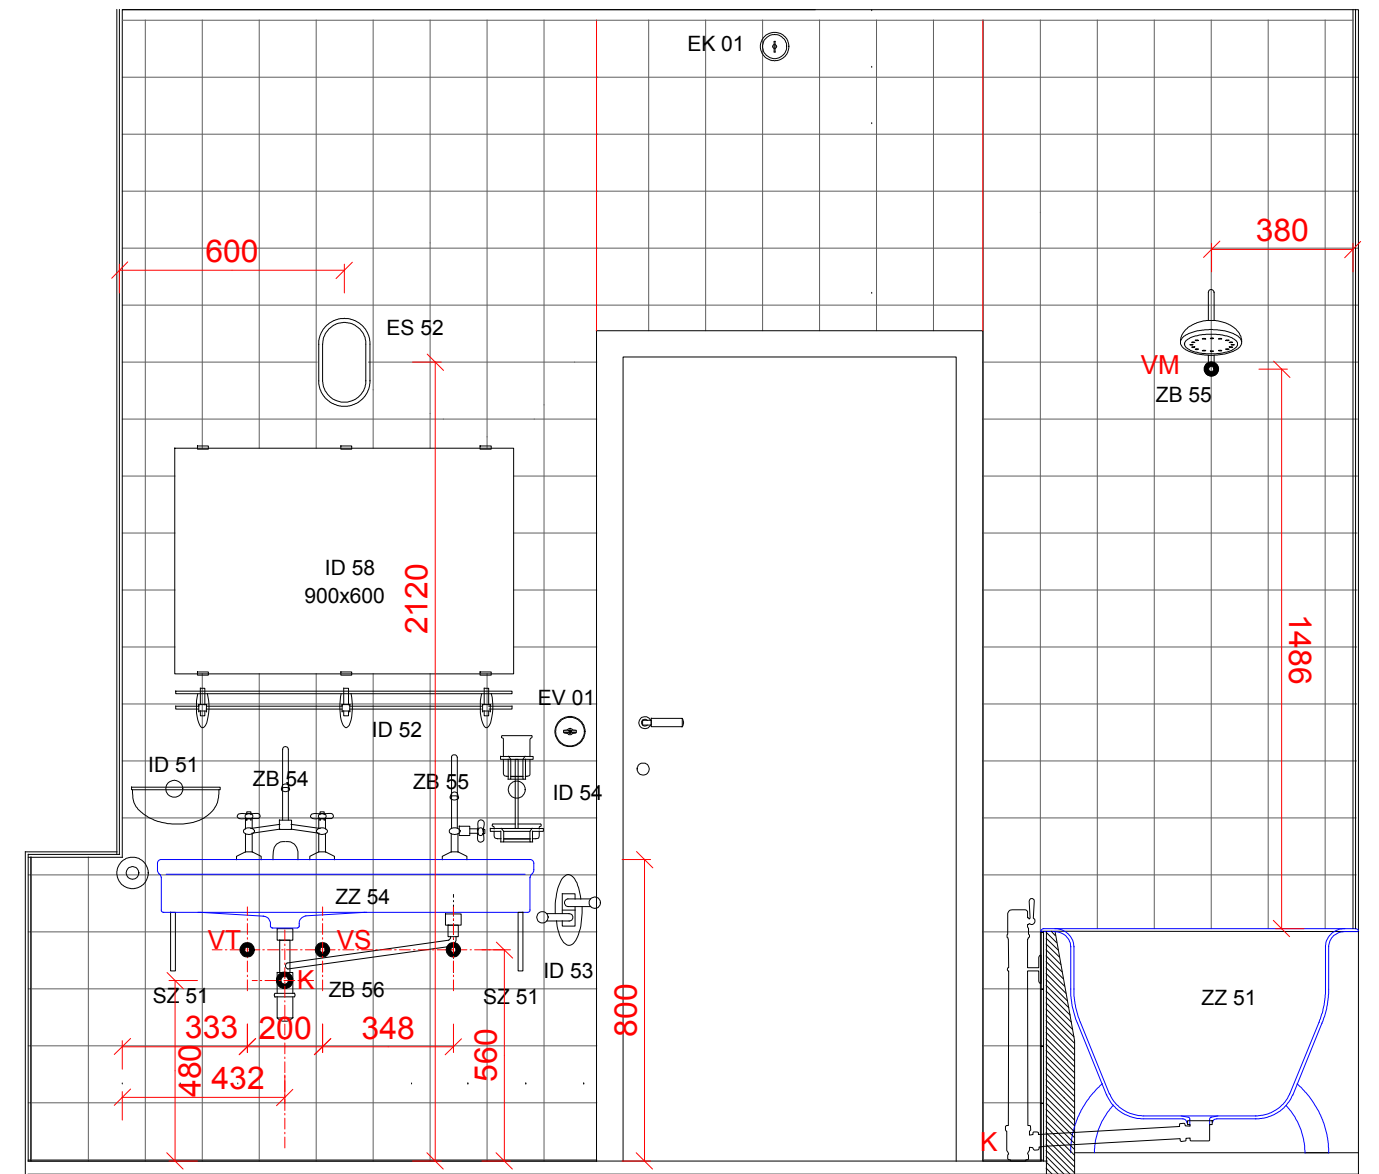 EK 01
600
380
ES 52
VM
ZB 55
ID 58
900x600
2120
1486
EV 01
ID 52
ID 51
ZB 54
ZB 55
ID 54
ZZ 54
VT
VS
K
ID 53
SZ 51
ZB 56
SZ 51
ZZ 51
333
200
348
800
560
480
432
K